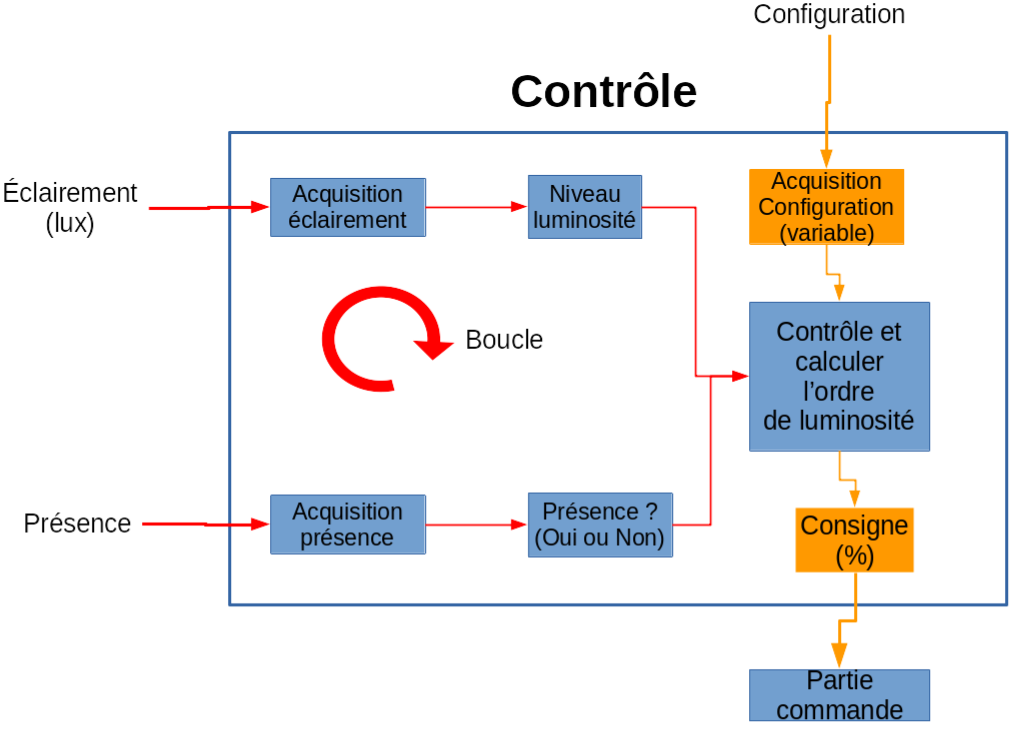 Configuration
Contrôle
Éclairement
(lux)
Acquisition
éclairement
Niveau
luminosité
Acquisition
Configuration
(variable)
Boucle
Contrôle et
calculer
l’ordre
de luminosité
Présence
Acquisition
présence
Présence ?
(Oui ou Non)
Consigne
(%)
Partie
commande